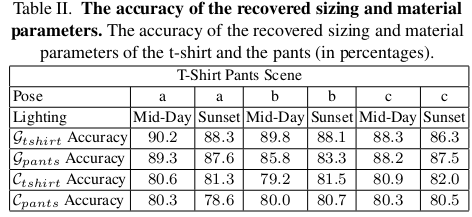 Table II. The accuracy of the recovered sizing and material
parameters. The accuracy of the recovered sizing and material
parameters of the t-shirt and the pants (in percentages).
T-Shirt Pants Scene
Pose a a b b c c
Lighting Mid-Day Sunset Mid-Day Sunset Mid-Day Sunset
𝒢tshirt Accuracy 90.2 88.3 89.8 88.1 88.3 86.3
𝒢pants Accuracy 89.3 87.6 85.8 83.3 88.2 87.5
𝒞tshirt Accuracy 80.6 81.3 79.2 81.5 80.9 82.0
𝒞pants Accuracy 80.3 78.6 80.0 80.7 80.3 80.5